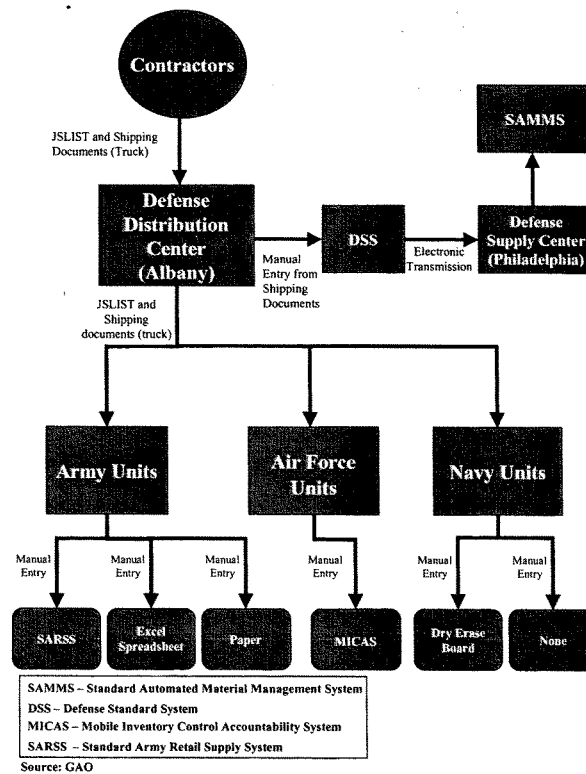 Contractors
JSLIST and Shipping
Documents (Truck)
SAMMS
Defense
Distribution
Center
(Albany)
DSS
Defense
Supply Center
(Philadelphia)
Manual
Entry from
Shipping
Documents
Electronic
Transmission
JSLIST and
Shipping
documents (truck)
Army Units
Air Force
Units
Navy Units
Manual
Entry
Manual
Entry
Manual
Entry
Manual
Entry
Manual
Entry
Manual
Entry
SARSS
Excel
Spreadsheet
Paper
MICAS
Dry Erase
Board
None
SAMMS – Standard Automated Material Management System
DSS – Defense Standard System
MICAS – Mobile Inventory Control Accountability System
SARSS – Standard Army Retail Supply System
Source: GAO